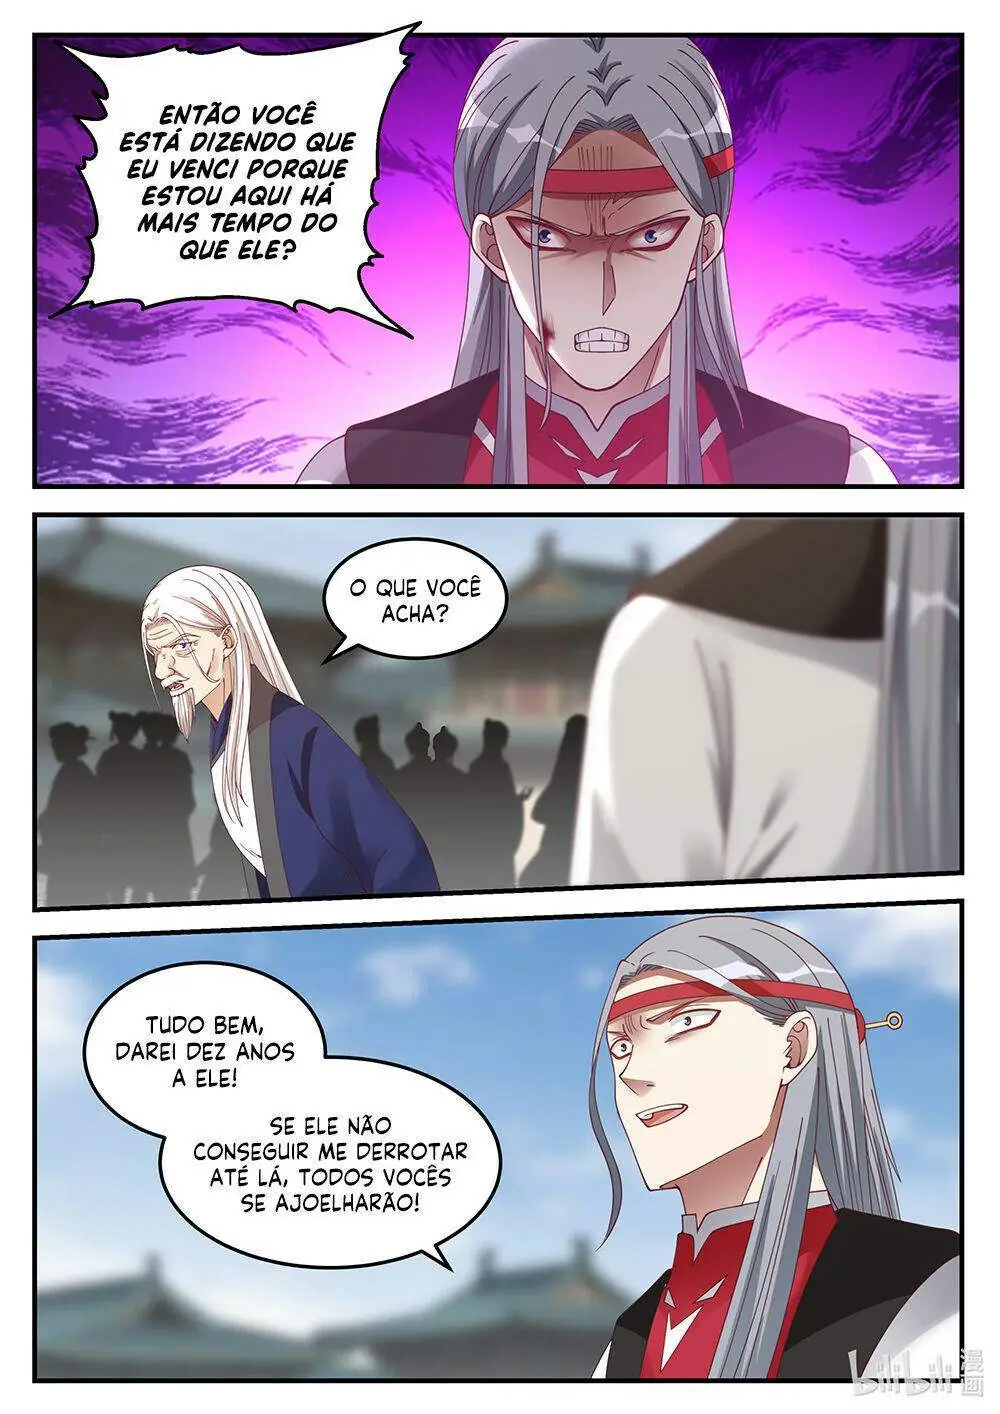 ENTÃO VOCÊ
ESTÁ DIZENDO QUE
EU VENCI PORQUE
ESTOU AQUI HÁ
MAIS TEMPO DO
QUE ELE?
O QUE VOCÊ
ACHA?
TUDO BEM,
DAREI DEZ ANOS
A ELE!
SE ELE NÃO
CONSEGUIR ME DERROTAR
ATÉ LÁ, TODOS VOCÊS
SE AJOELHARÃO!
bilibili 漫画